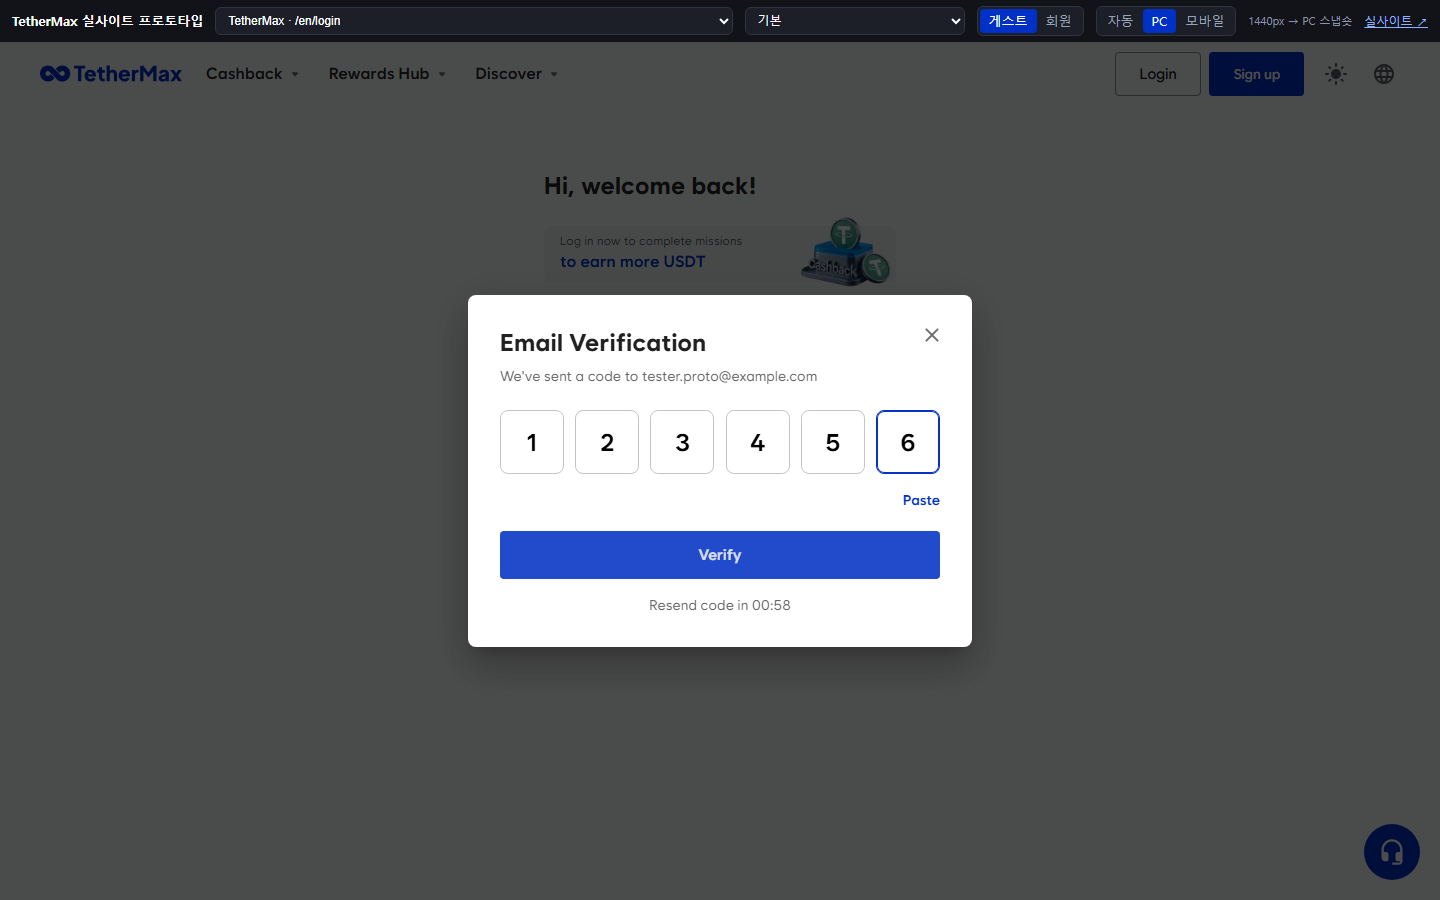 TetherMax 실사이트 프로토타입
TetherMax · /en/login
기본
게스트 회원
자동 PC 모바일
1440px → PC 스냅숏
실사이트 ↗
TetherMax
Cashback
Rewards Hub
Discover
Login
Sign up
Hi, welcome back!
Log in now to complete missions
to earn more USDT
Cashback
Email Verification
We've sent a code to tester.proto@example.com
1 2 3 4 5 6
Paste
Verify
Resend code in 00:58